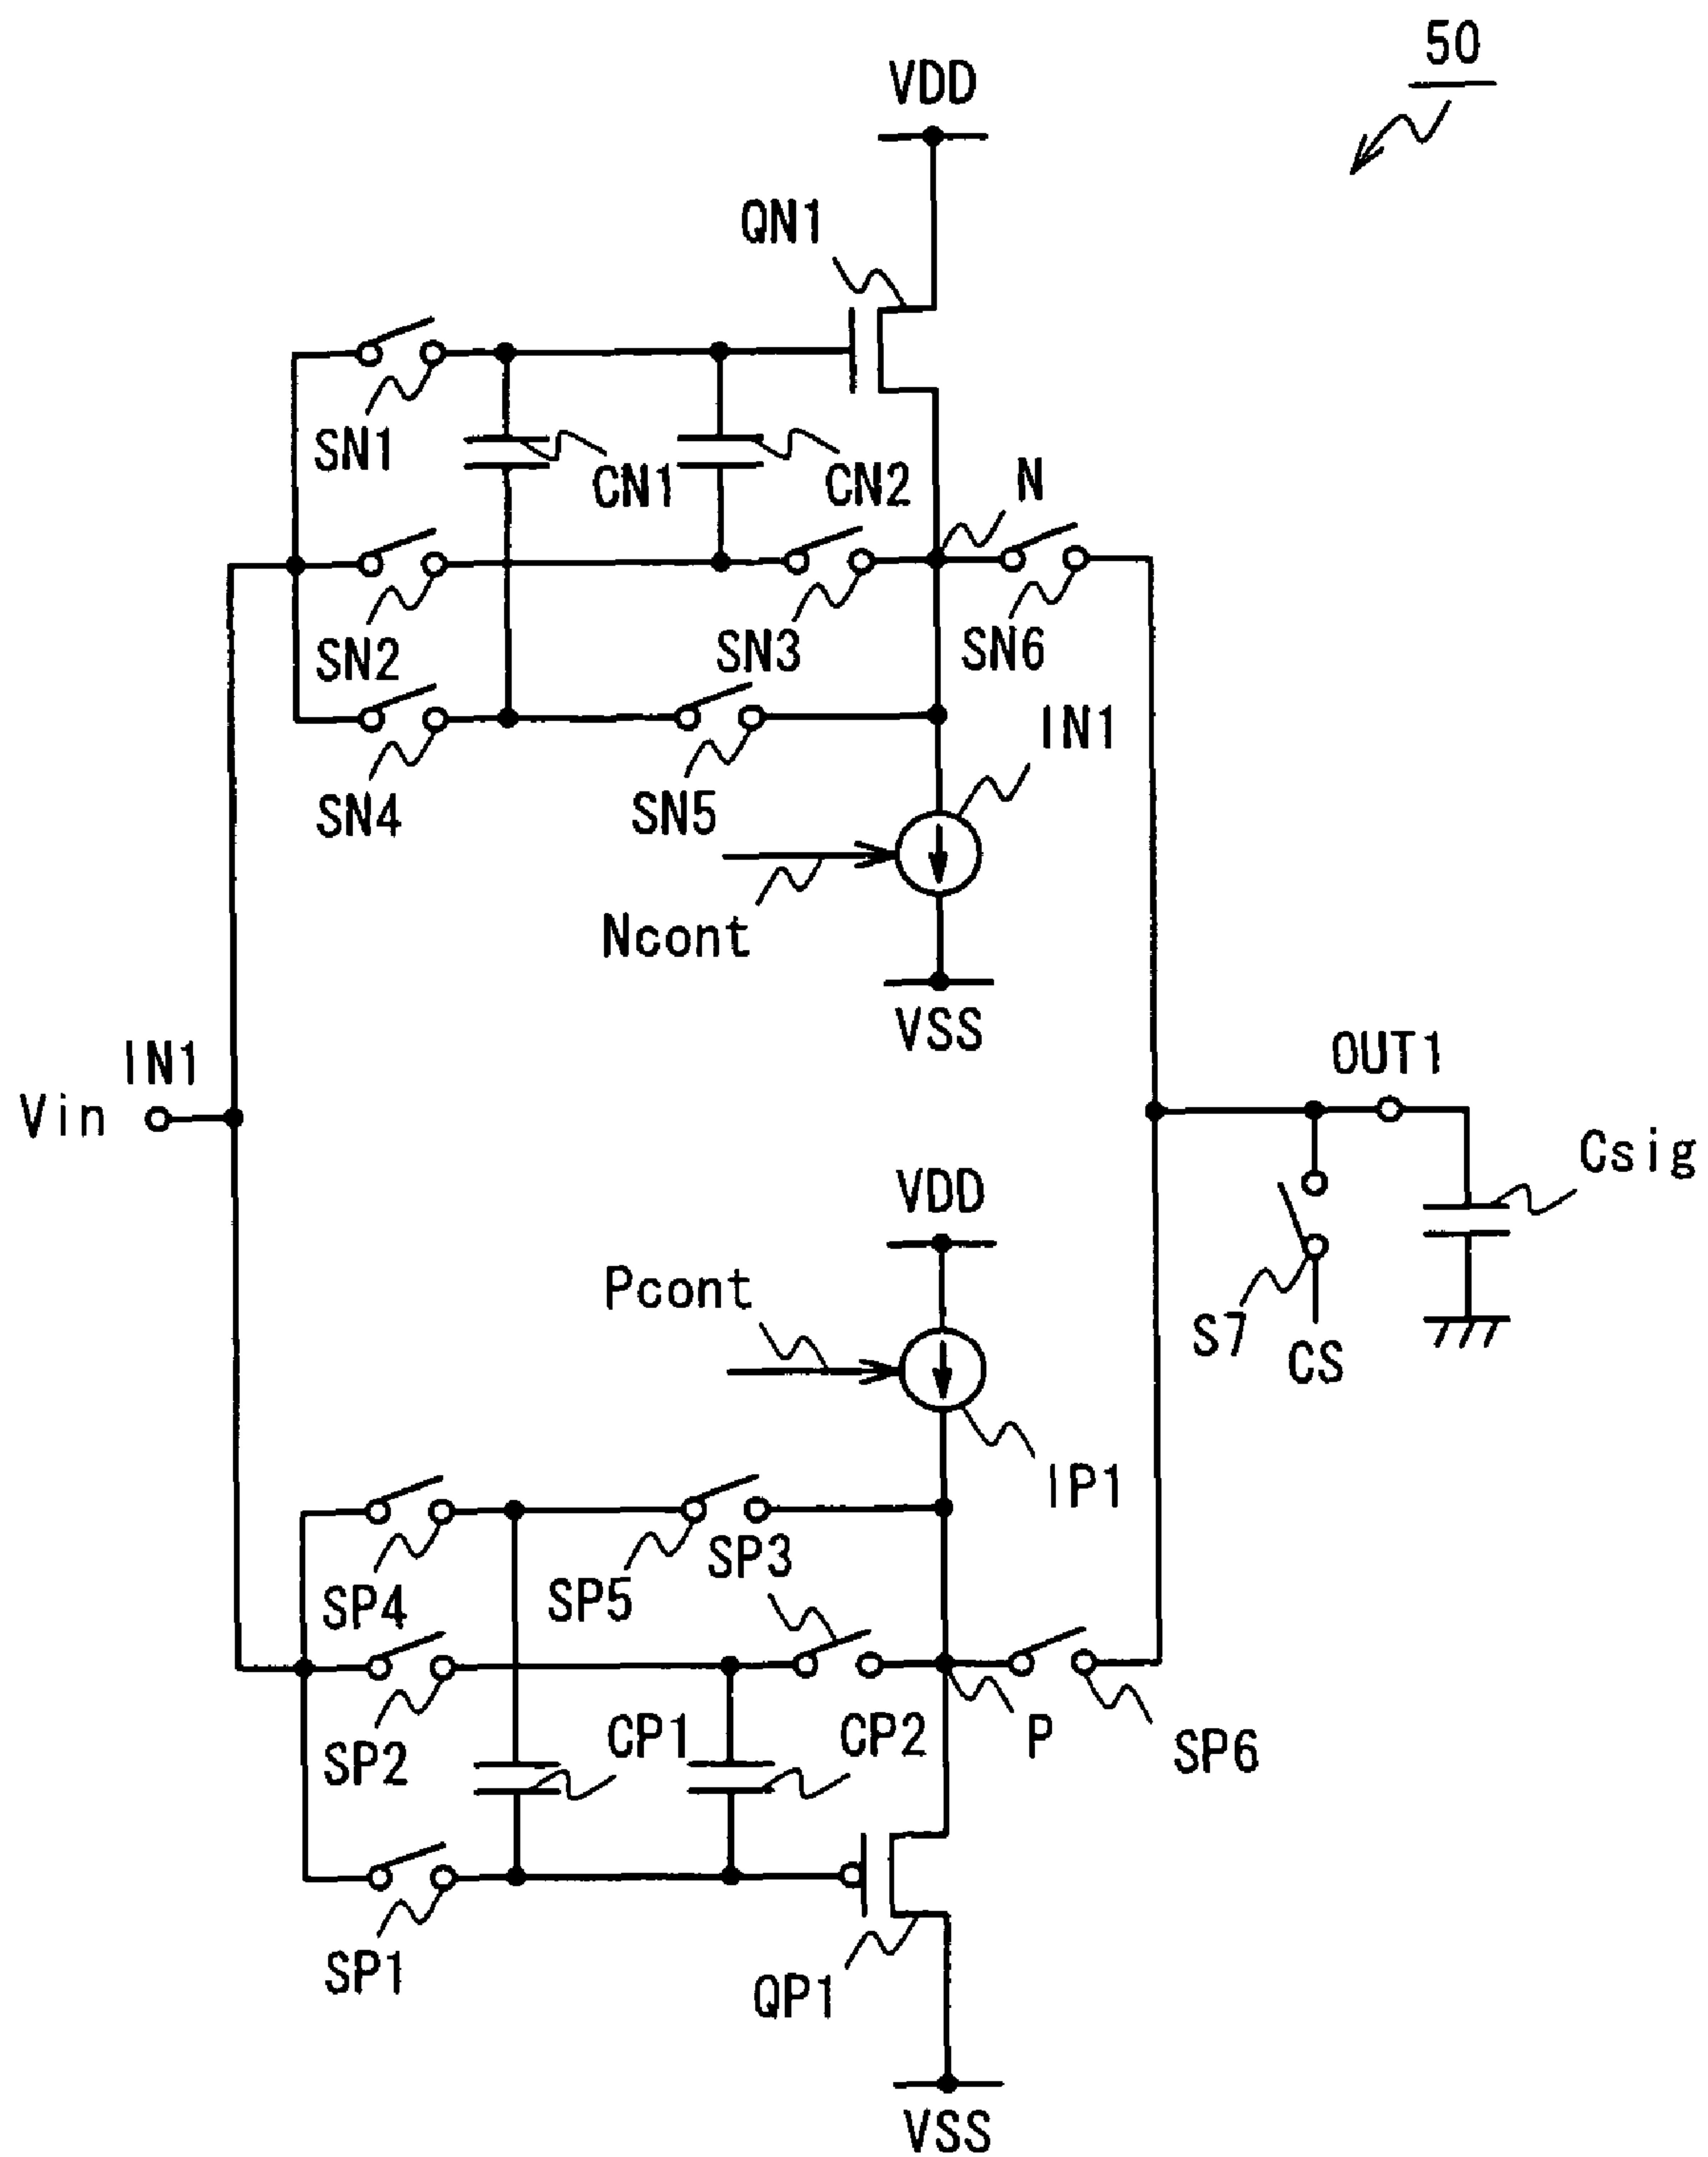 50
VDD
QN1
SN1
CN1
CN2
N
SN2
SN3
SN6
IN1
SN4
SN5
Ncont
VSS
IN1
Vin
OUT1
Csig
VDD
Pcont
S7
CS
IP1
SP3
SP4
SP5
CP1
CP2
P
SP2
SP6
SP1
QP1
VSS